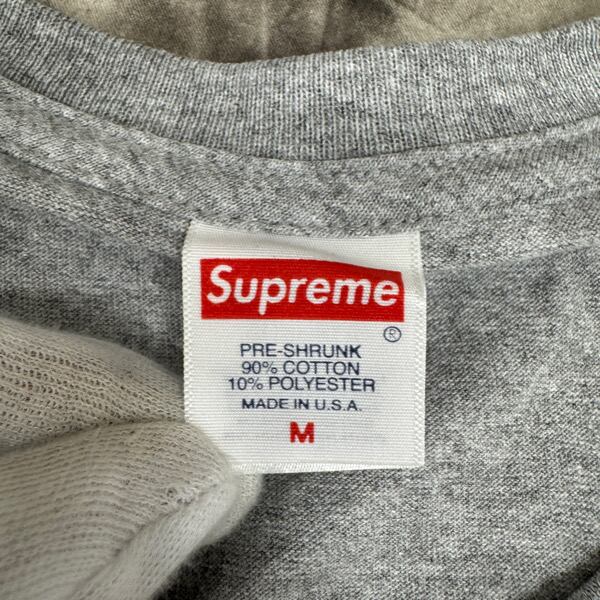 Supreme
®
PRE-SHRUNK
90% COTTON
10% POLYESTER
MADE IN U.S.A.
M